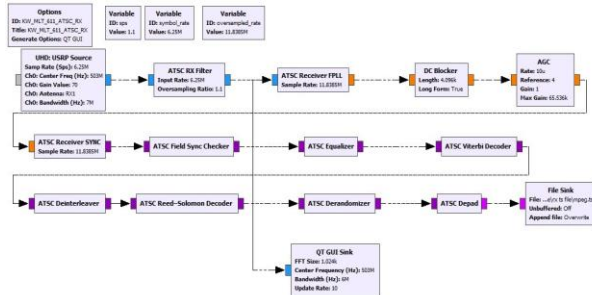 Options
ID: KW_MLT_611_ATSC_RX
Title: KW_MLT_611_ATSC_RX
Generate Options: QT GUI
Variable
ID: sps
Value: 1.1
Variable
ID: symbol_rate
Value: 6.25M
Variable
ID: oversampled_rate
Value: 11.8385M
UHD: USRP Source
Samp Rate (Sps): 6.25M
Ch0: Center Freq (Hz): 503M
Ch0: Gain Value: 70
Ch0: Antenna: RX1
Ch0: Bandwidth (Hz): 7M
ATSC RX Filter
Input Rate: 6.25M
Oversampling Ratio: 1.1
ATSC Receiver FPLL
Sample Rate: 11.8385M
DC Blocker
Length: 4.096k
Long Form: True
AGC
Rate: 10u
Reference: 4
Gain: 1
Max Gain: 65.536k
ATSC Receiver SYNC
Sample Rate: 11.8385M
ATSC Field Sync Checker
ATSC Equalizer
ATSC Viterbi Decoder
ATSC Deinterleaver
ATSC Reed-Solomon Decoder
ATSC Derandomizer
ATSC Depad
File Sink
Unbuffered: Off
Append file: Overwrite
QT GUI Sink
FFT Size: 1.024k
Center Frequency (Hz): 503M
Bandwidth (Hz): 6M
Update Rate: 10